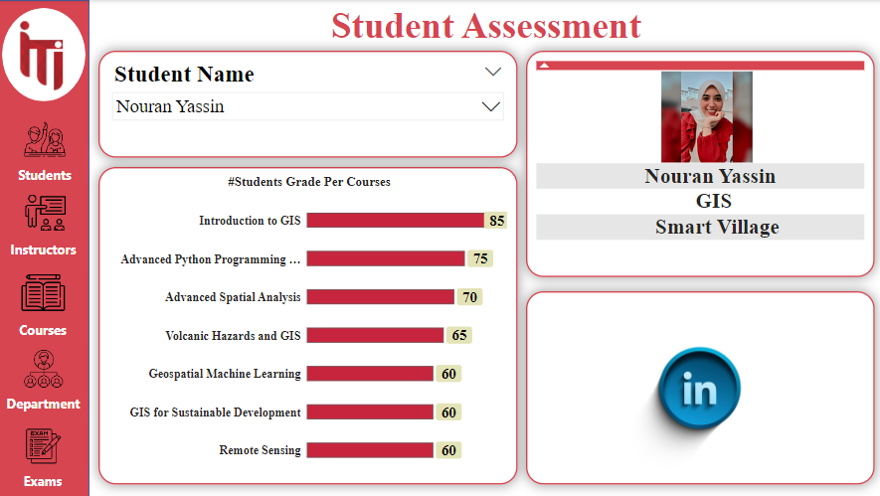 iTi
Students
Instructors
Courses
Department
EXAM
Exams
Student Assessment
Student Name
Nouran Yassin
#Students Grade Per Courses
Introduction to GIS 85
Advanced Python Programming ... 75
Advanced Spatial Analysis 70
Volcanic Hazards and GIS 65
Geospatial Machine Learning 60
GIS for Sustainable Development 60
Remote Sensing 60
Nouran Yassin
GIS
Smart Village
in